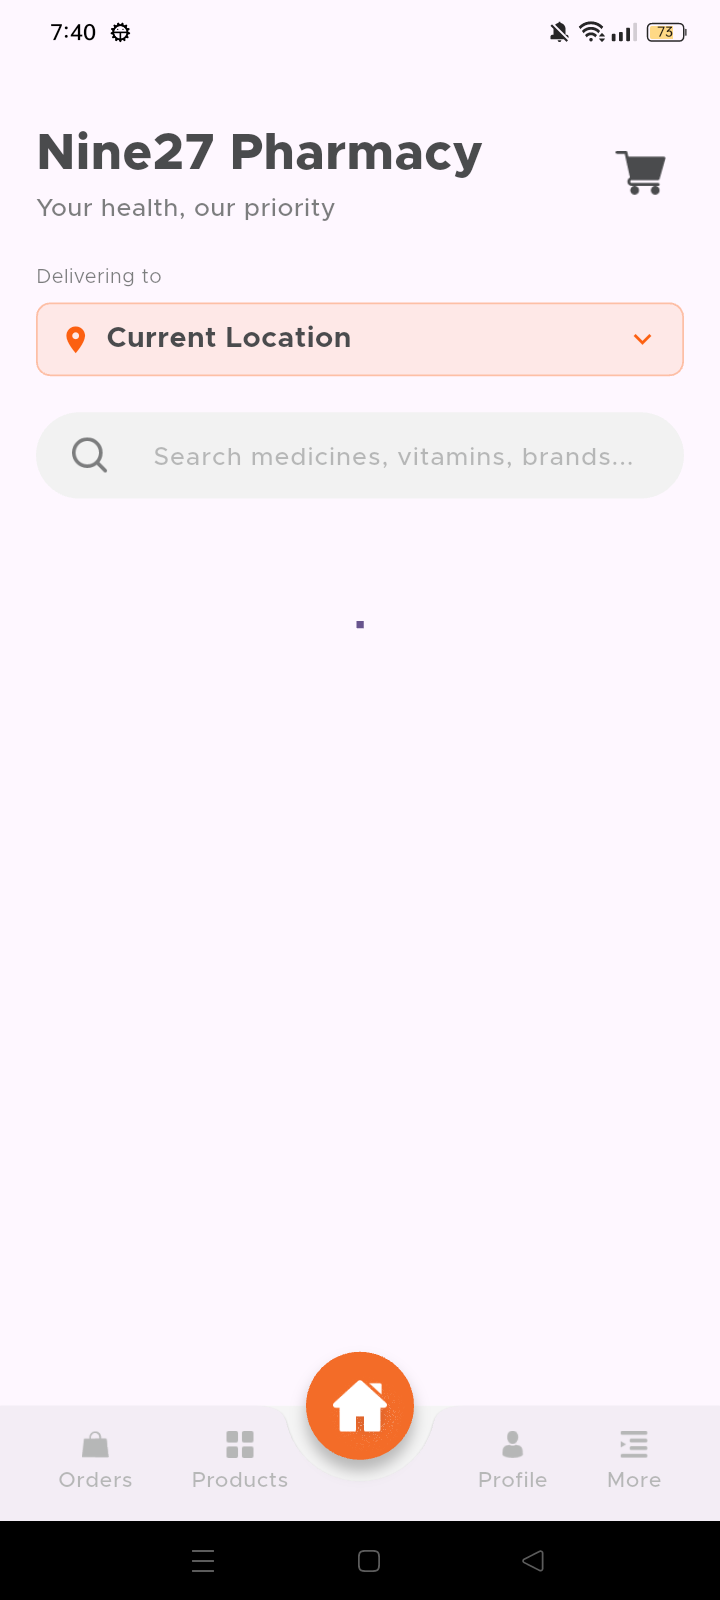 7:40
73
Nine27 Pharmacy
Your health, our priority
Delivering to
Current Location
Search medicines, vitamins, brands...
Orders
Products
Profile
More